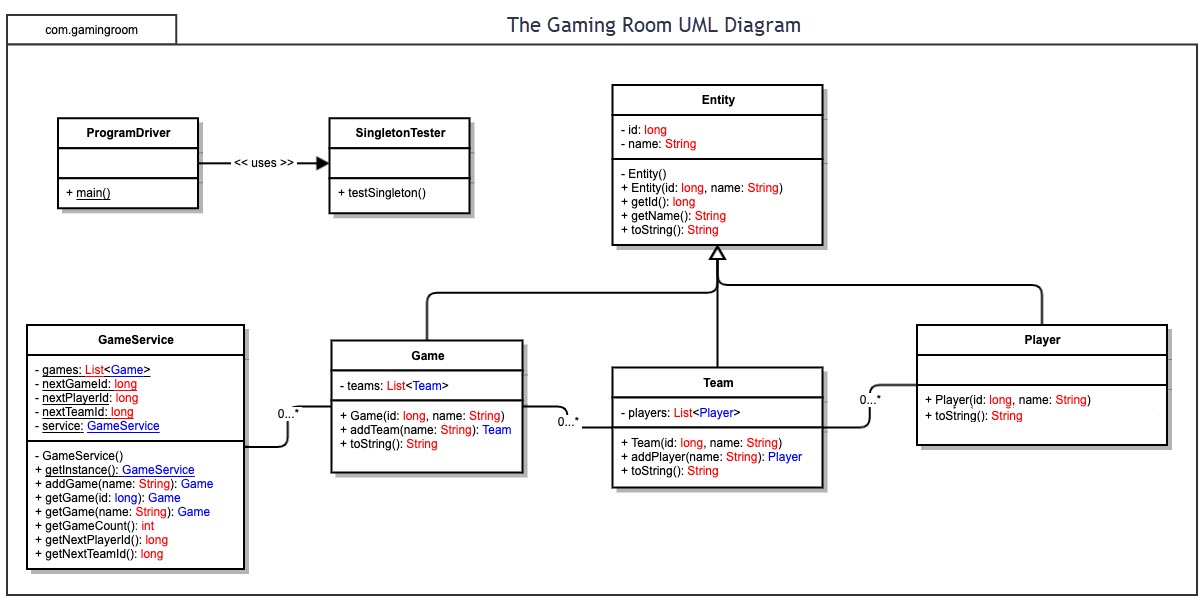 com.gamingroom
The Gaming Room UML Diagram
ProgramDriver
+ main()
<< uses >>
SingletonTester
+ testSingleton()
Entity
- id: long
- name: String
- Entity()
+ Entity(id: long, name: String)
+ getId(): long
+ getName(): String
+ toString(): String
GameService
- games: List<Game>
- nextGameId: long
- nextPlayerId: long
- nextTeamId: long
- service: GameService
- GameService()
+ getInstance(): GameService
+ addGame(name: String): Game
+ getGame(id: long): Game
+ getGame(name: String): Game
+ getGameCount(): int
+ getNextPlayerId(): long
+ getNextTeamId(): long
0...*
Game
- teams: List<Team>
+ Game(id: long, name: String)
+ addTeam(name: String): Team
+ toString(): String
0...*
Team
- players: List<Player>
+ Team(id: long, name: String)
+ addPlayer(name: String): Player
+ toString(): String
0...*
Player
+ Player(id: long, name: String)
+ toString(): String